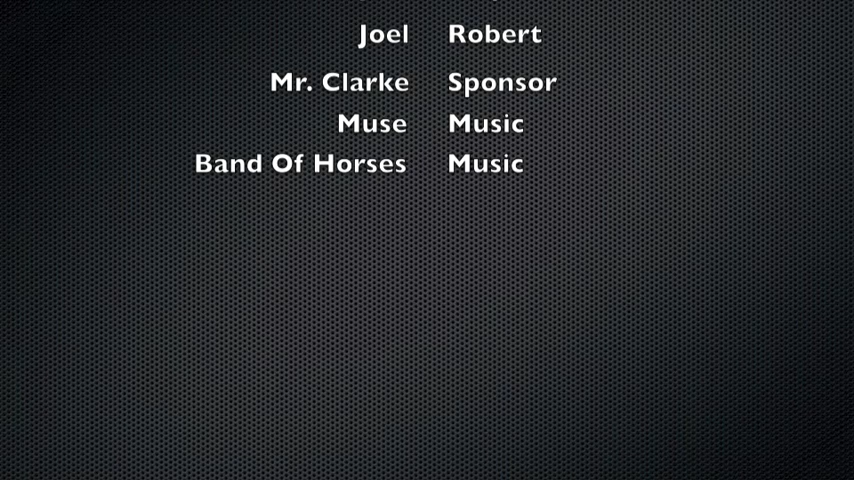 Joel Robert
Mr. Clarke Sponsor
Muse Music
Band Of Horses Music